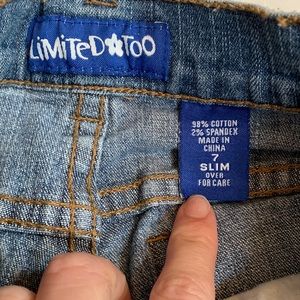 LiMiTeD TOO
98% COTTON
2% SPANDEX
MADE IN
CHINA
7
SLIM
OVER
FOR CARE